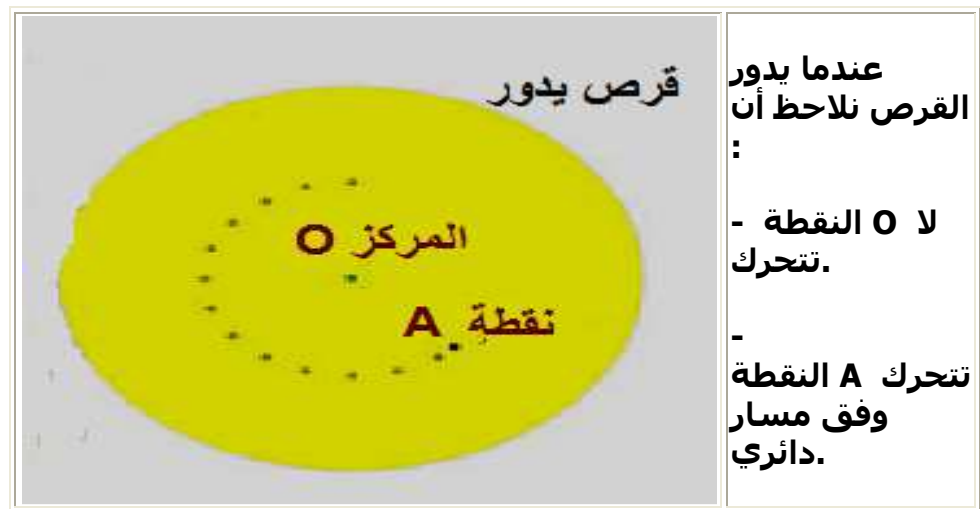 قرص يدور
المركز O
نقطة A
عندما يدور
القرص نلاحظ أن
:
- النقطة O لا
تتحرك.
-
النقطة A تتحرك
وفق مسار
دائري.